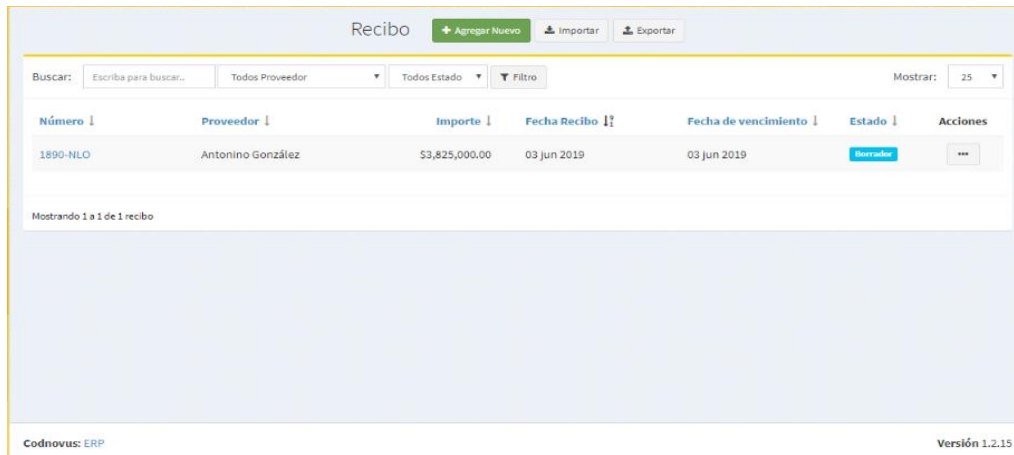 Recibo Agregar Nuevo Importar Exportar
Buscar: Escriba para buscar.. Todos Proveedor Todos Estado Filtro Mostrar: 25
Número Proveedor Importe Fecha Recibo Fecha de vencimiento Estado Acciones
1890-NLO Antonino González $3,825,000.00 03 jun 2019 03 jun 2019 Borrador
Mostrando 1 a 1 de 1 recibo
Codnovus: ERP Versión 1.2.15